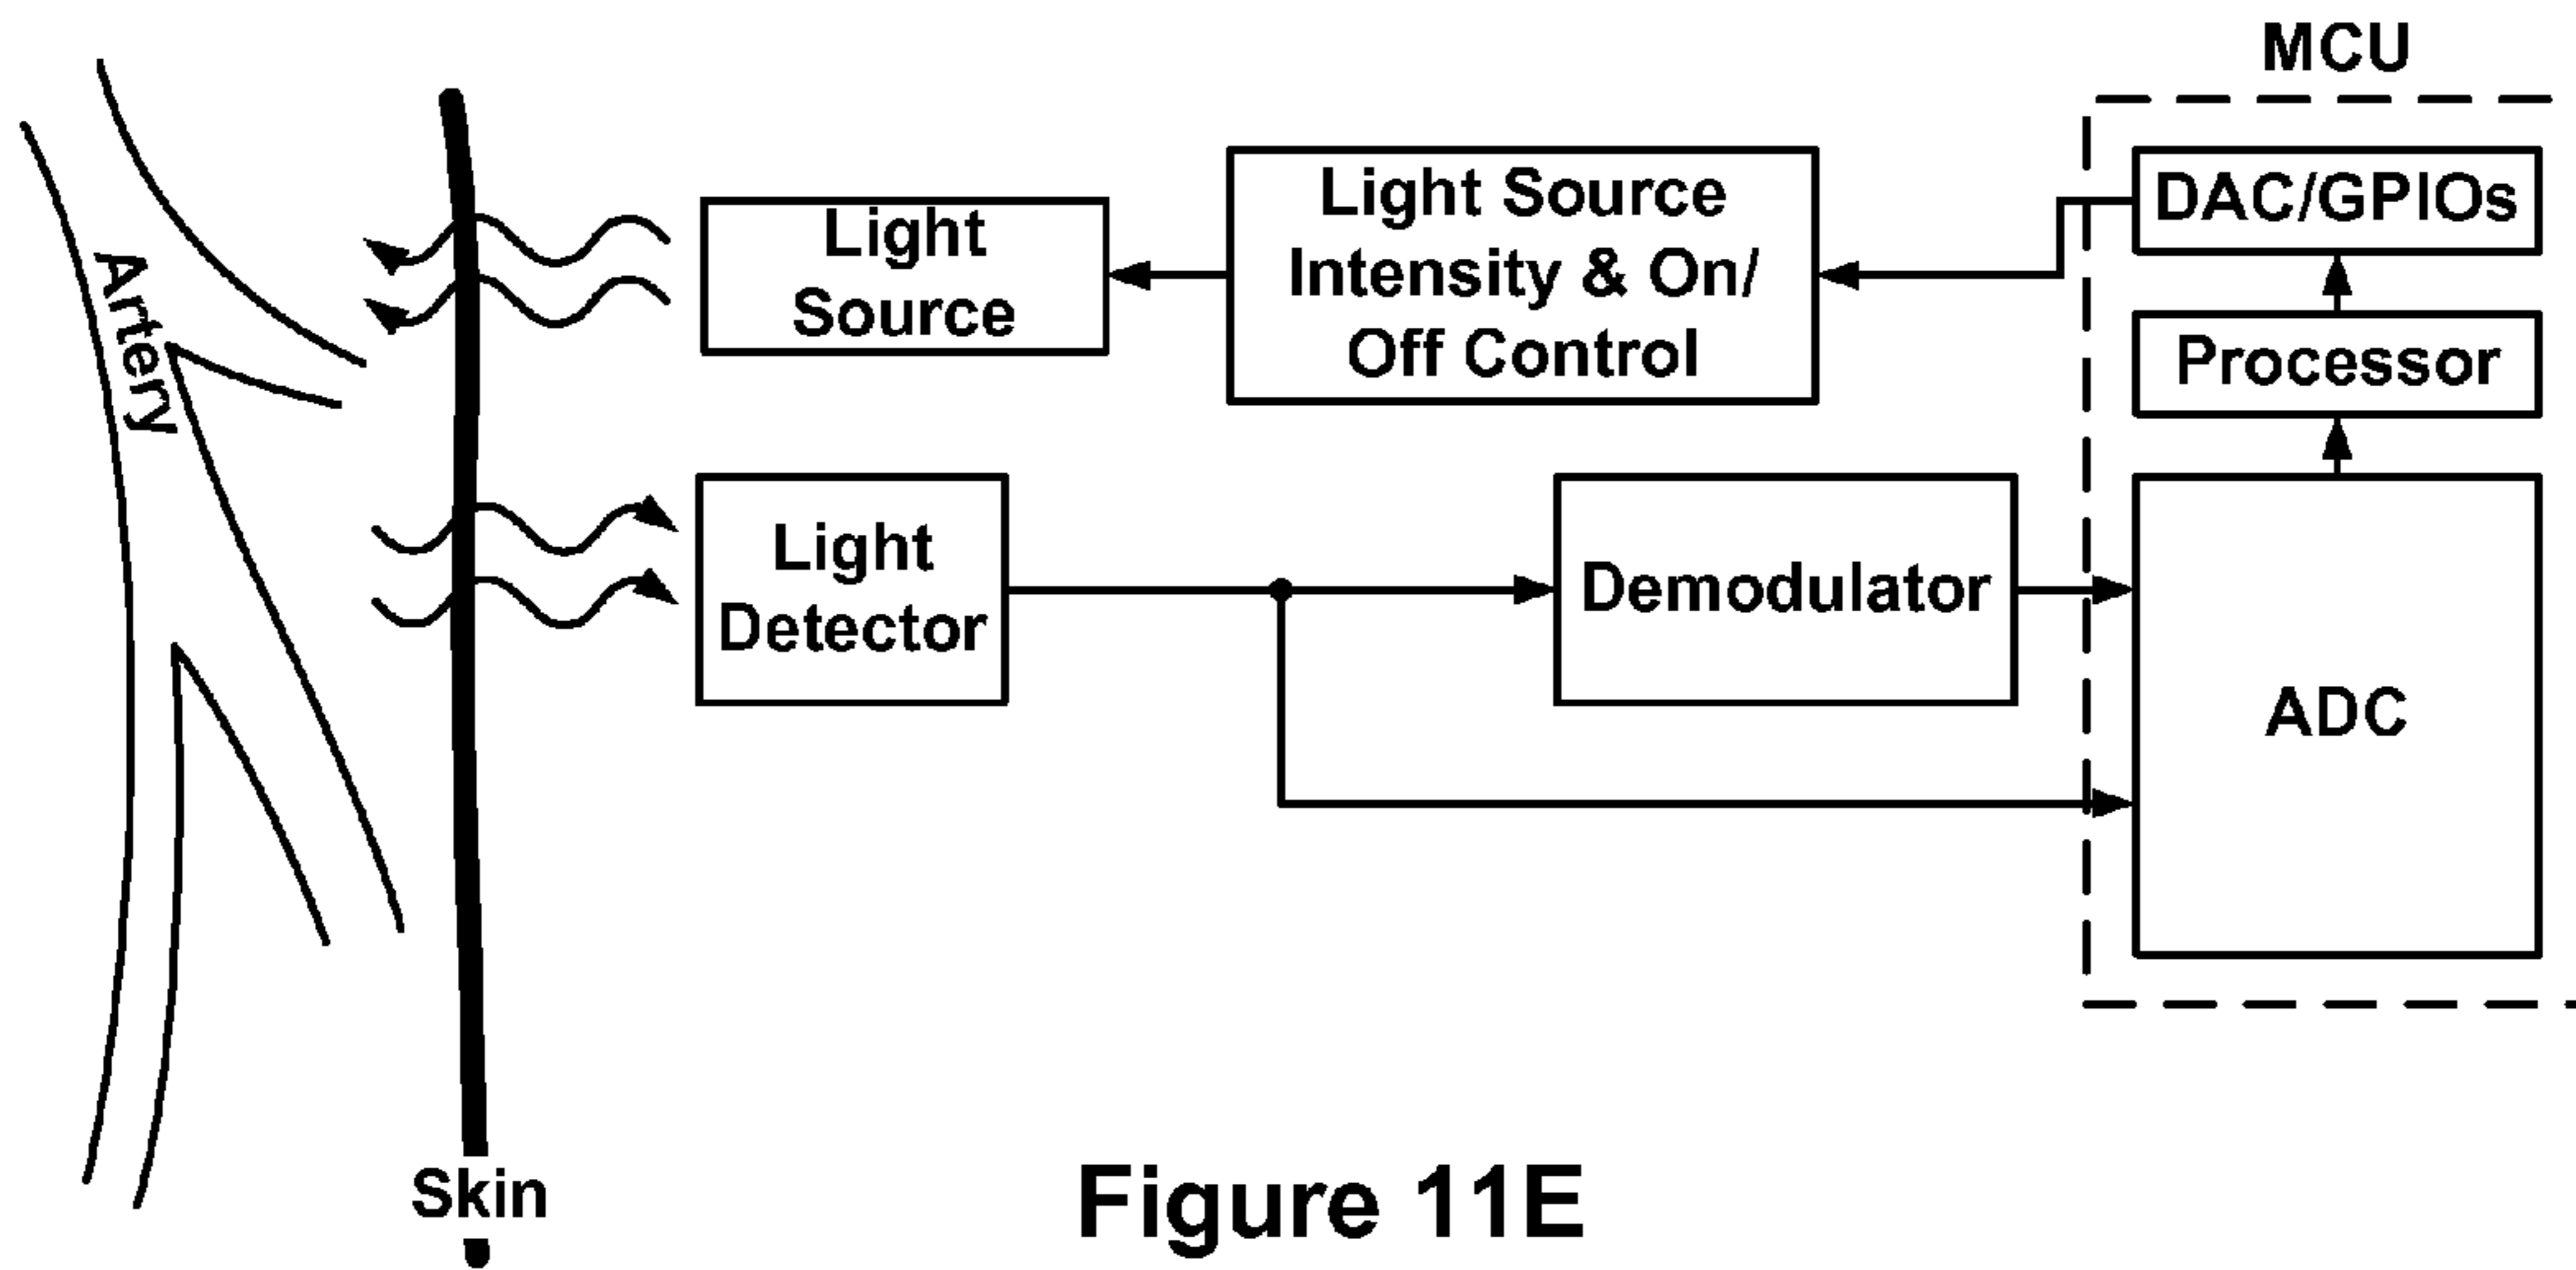 MCU
Light Source
Intensity & On/
Off Control
DAC/GPIOs
Light
Source
Processor
Artery
Light
Detector
Demodulator
ADC
Skin
Figure 11E